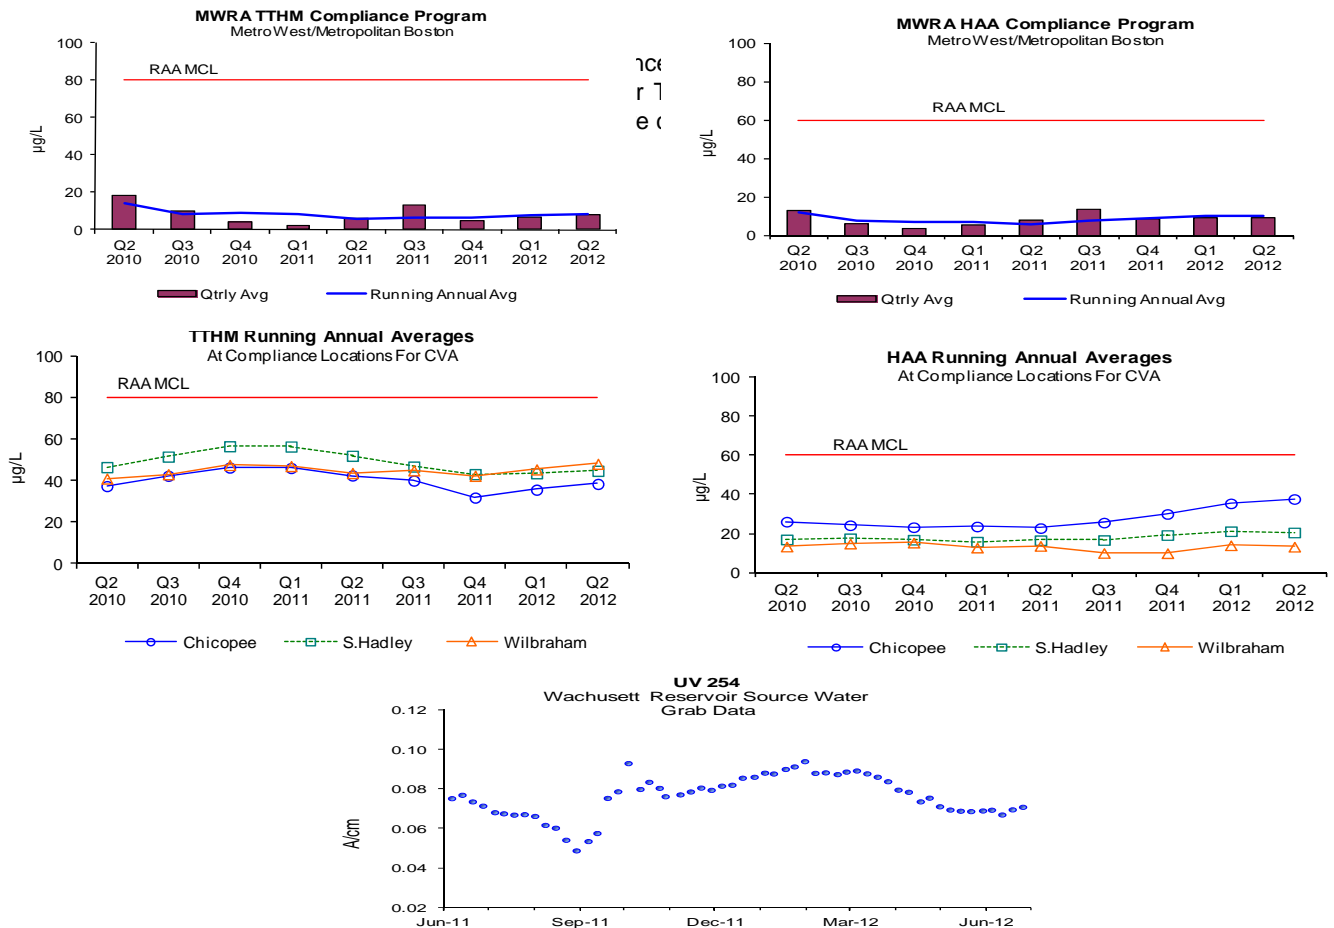 MWRA TTHM Compliance Program
MetroWest/Metropolitan Boston
100
80
60
40
20
0
µg/L
RAA MCL
Q2 Q3 Q4 Q1 Q2 Q3 Q4 Q1 Q2
2010 2010 2010 2011 2011 2011 2011 2012 2012
Qtrly Avg Running Annual Avg
nce
r T
e c
MWRA HAA Compliance Program
MetroWest/Metropolitan Boston
100
80
60
40
20
0
µg/L
RAA MCL
Q2 Q3 Q4 Q1 Q2 Q3 Q4 Q1 Q2
2010 2010 2010 2011 2011 2011 2011 2012 2012
Qtrly Avg Running Annual Avg
TTHM Running Annual Averages
At Compliance Locations For CVA
100
80
60
40
20
0
µg/L
RAA MCL
Q2 Q3 Q4 Q1 Q2 Q3 Q4 Q1 Q2
2010 2010 2010 2011 2011 2011 2011 2012 2012
Chicopee S.Hadley Wilbraham
HAA Running Annual Averages
At Compliance Locations For CVA
100
80
60
40
20
0
µg/L
RAA MCL
Q2 Q3 Q4 Q1 Q2 Q3 Q4 Q1 Q2
2010 2010 2010 2011 2011 2011 2011 2012 2012
Chicopee S.Hadley Wilbraham
UV 254
Wachusett Reservoir Source Water
Grab Data
0.12
0.10
0.08
0.06
0.04
0.02
A/cm
Jun-11 Sep-11 Dec-11 Mar-12 Jun-12